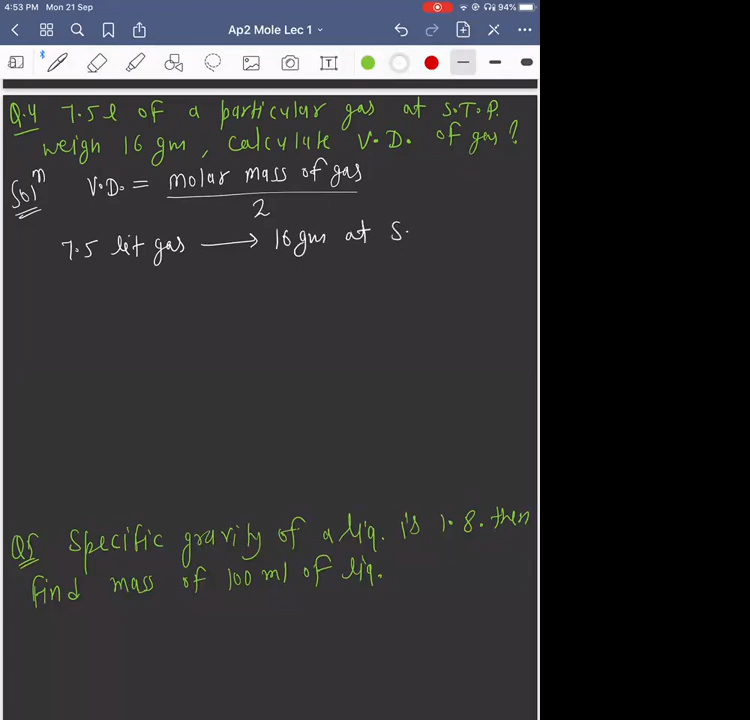 4:53 PM Mon 21 Sep
94%
Ap2 Mole Lec 1
T
Q.4 7.5l of a particular gas at S.T.P.
weigh 16 gm, calculate V.D. of gas?
Solⁿ V.D. = molar mass of gas
2
7.5 lit gas → 16 gm at S.
Q5 Specific gravity of a liq. is 1.8. then
find mass of 100 ml of liq.